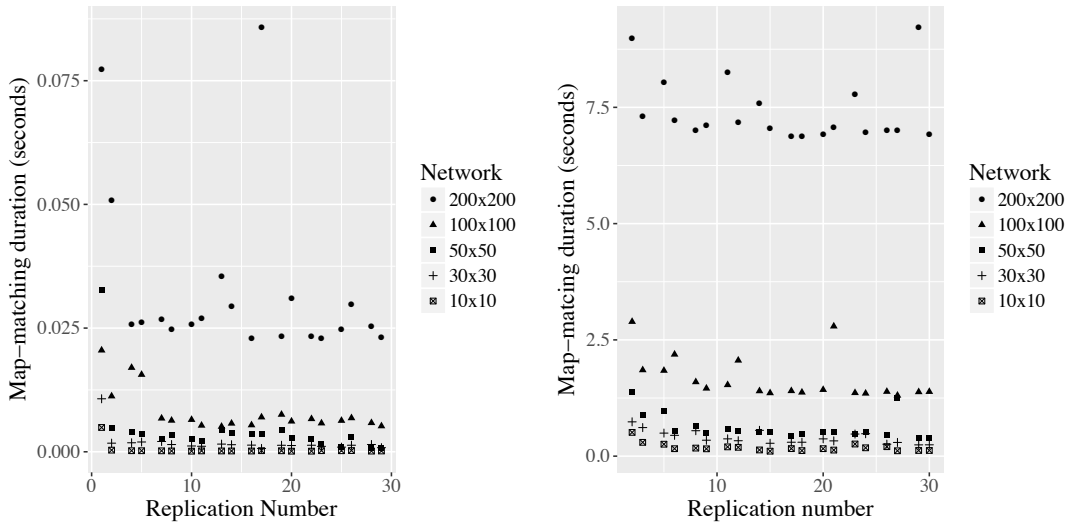 Map−matching duration (seconds)
0.075
0.050
0.025
0.000
0
10
20
30
Replication Number
Network
200x200
100x100
50x50
30x30
10x10
Map−matcing duration (seconds)
7.5
5.0
2.5
0.0
10
20
30
Replication number
Network
200x200
100x100
50x50
30x30
10x10